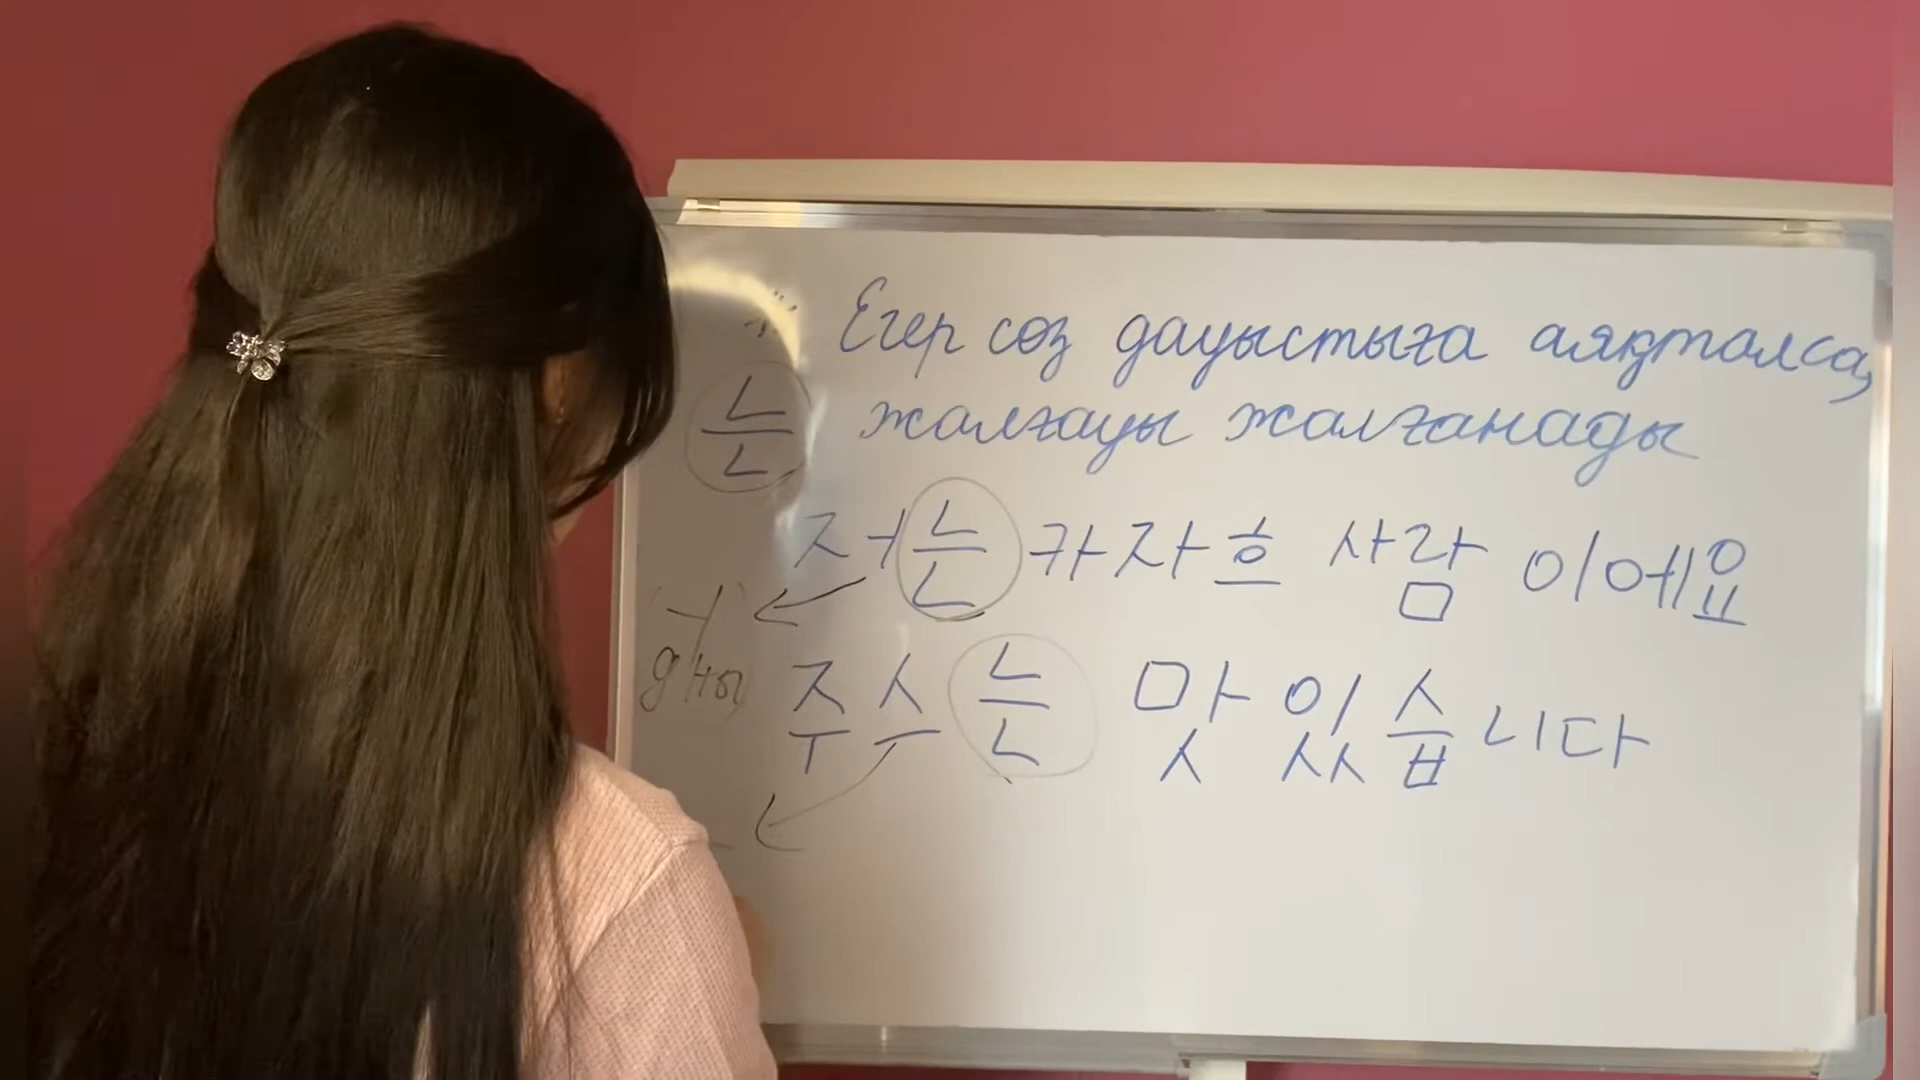 Егер сөз дауыстыға аяқталса,
는 жалғауы жалғанады
저는 카자흐 사람 이에요
ㅓ
주수는 맛있습니다